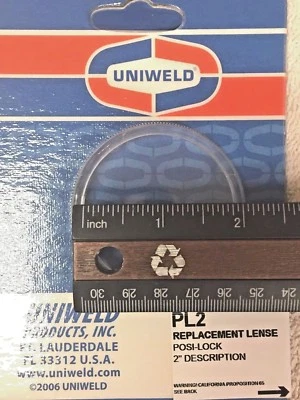 UNIWELD
inch 1 2
30 29 28 27 26 25 24
UNIWELD
PRODUCTS, INC.
FT. LAUDERDALE
FL 33312 U.S.A.
www.uniweld.com
©2006 UNIWELD
PL2
REPLACEMENT LENSE
POSI-LOCK
2" DESCRIPTION
WARNING! CALIFORNIA PROPOSITION 65
SEE BACK